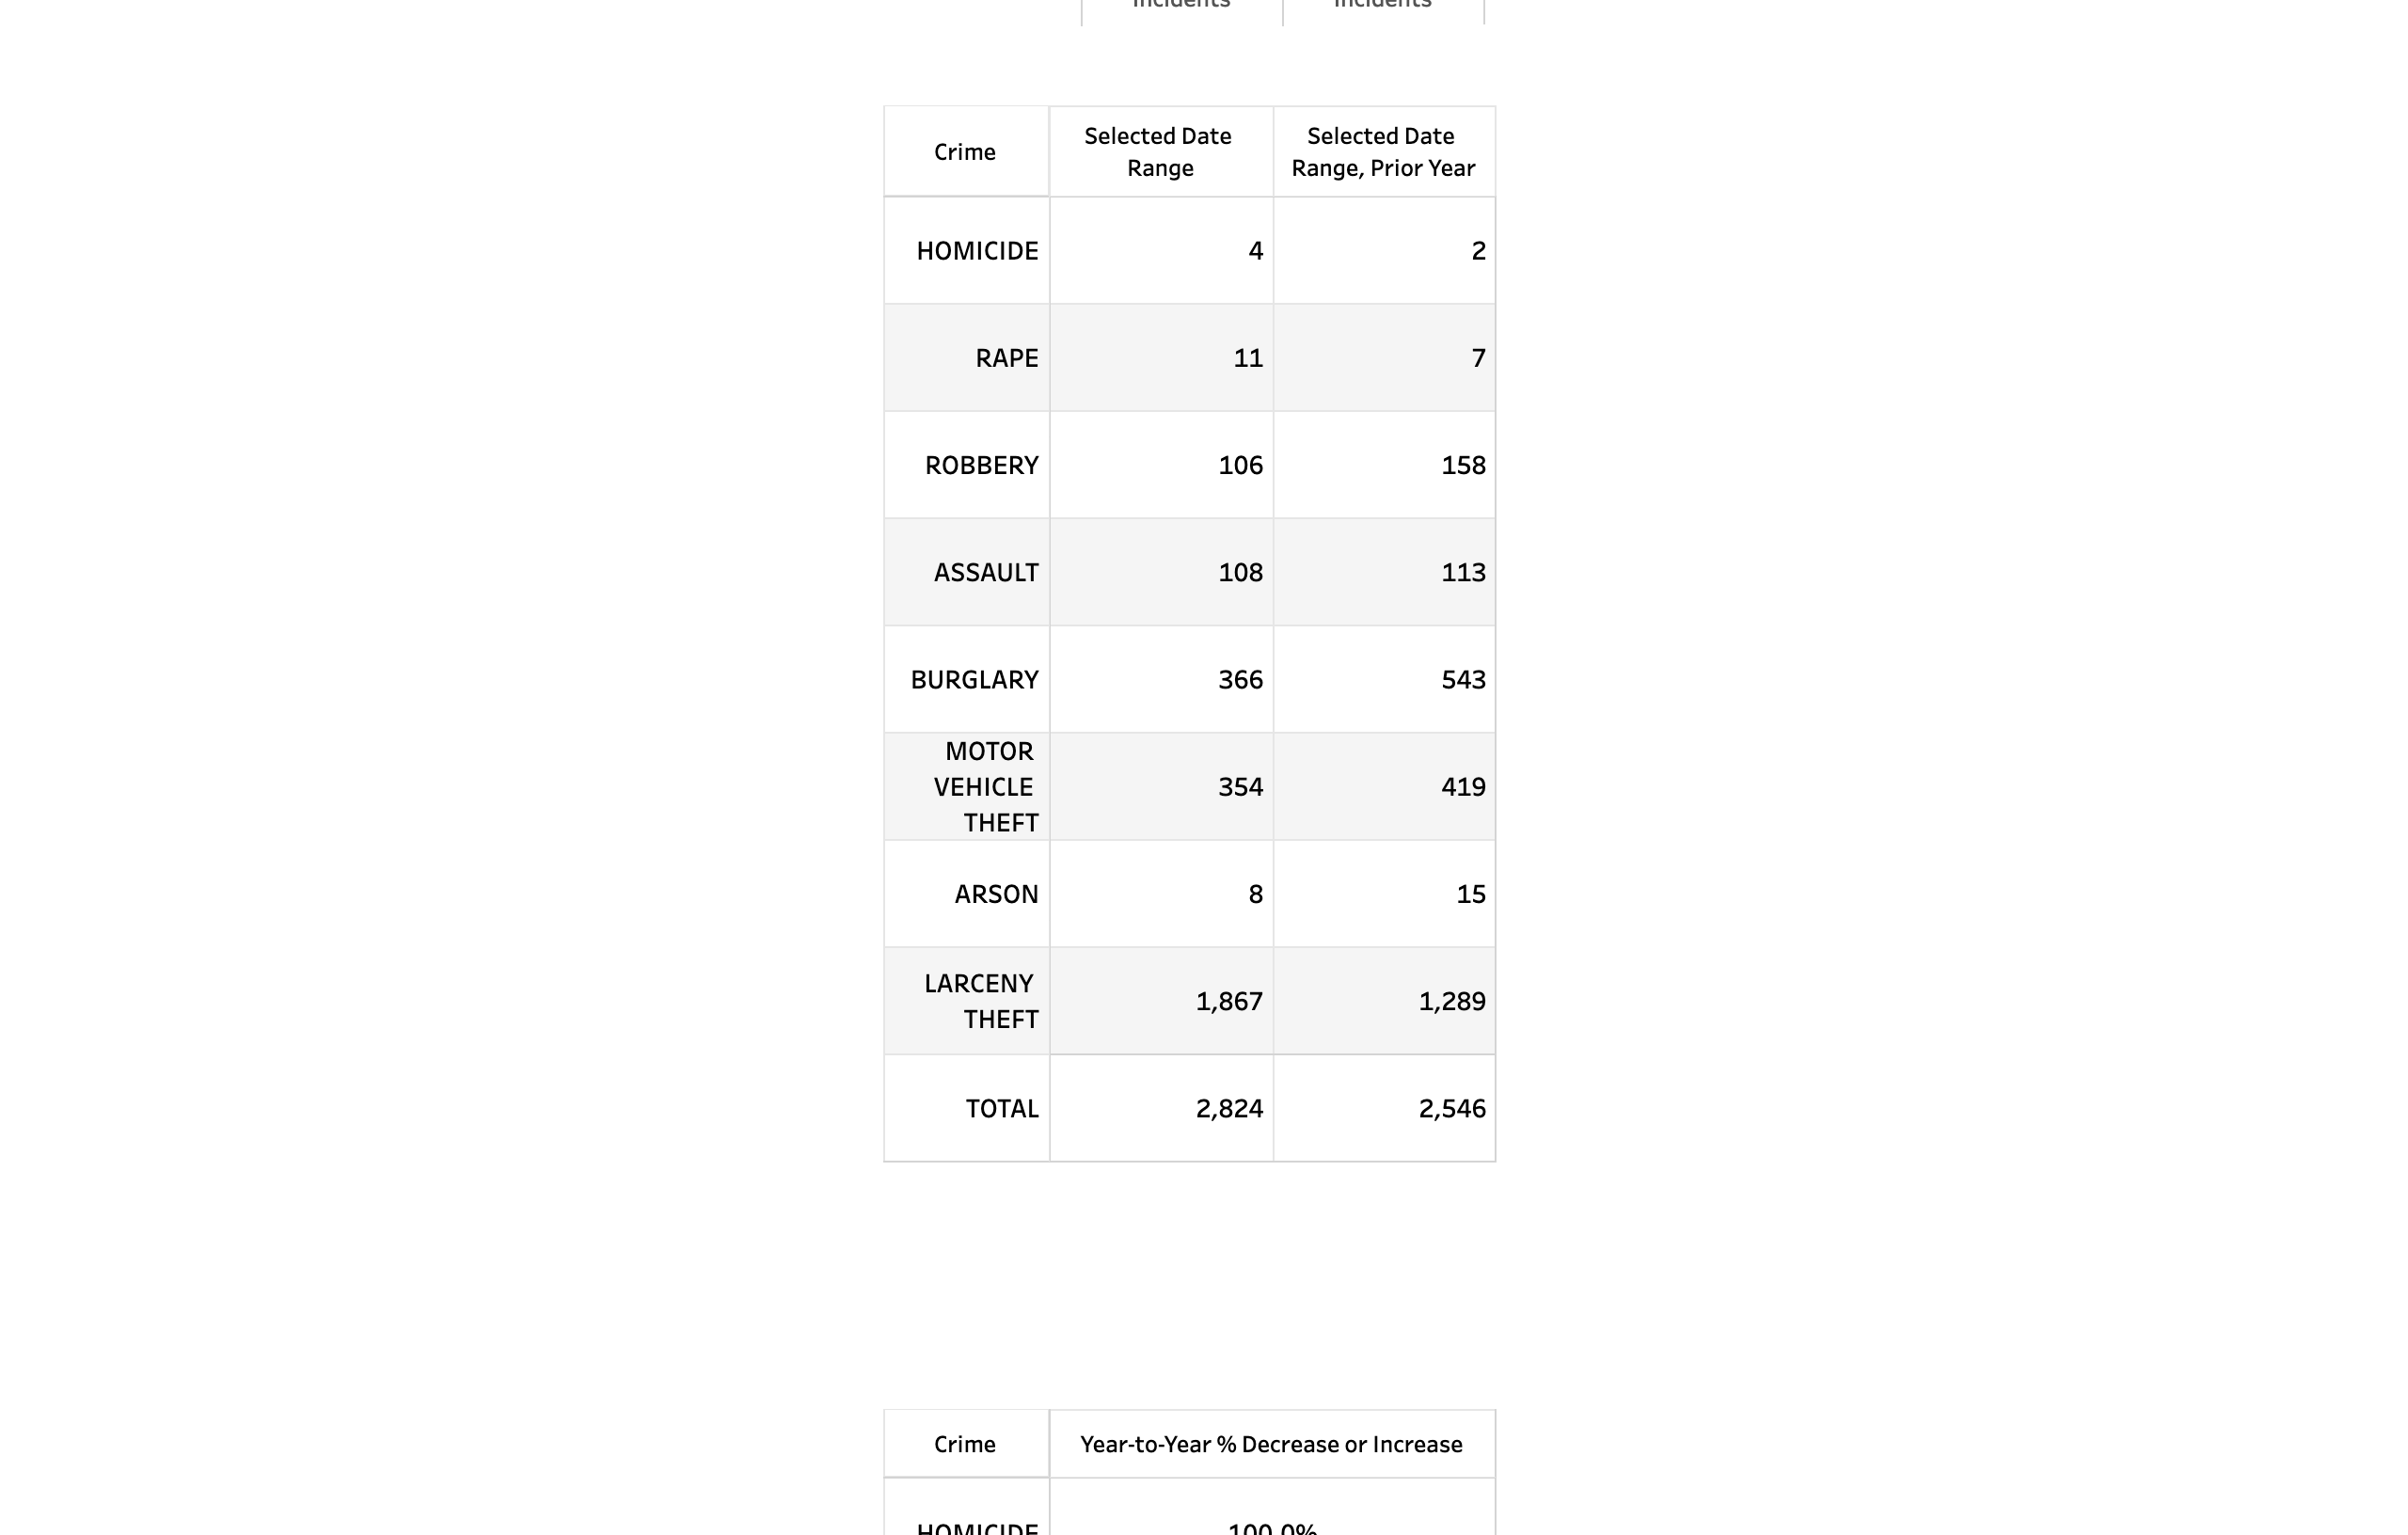 Incidents Incidents
Crime
Selected Date Range
Selected Date Range, Prior Year
HOMICIDE 4 2
RAPE 11 7
ROBBERY 106 158
ASSAULT 108 113
BURGLARY 366 543
MOTOR
VEHICLE
THEFT
354 419
ARSON 8 15
LARCENY
THEFT
1,867 1,289
TOTAL 2,824 2,546
Crime Year-to-Year % Decrease or Increase
HOMICIDE 100.0%